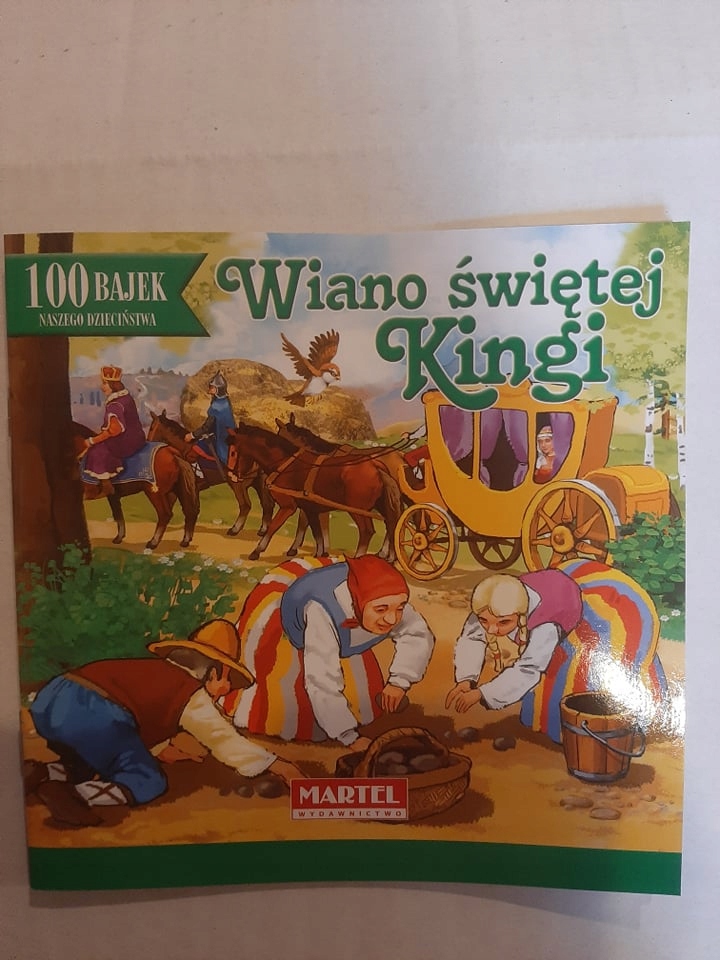 100 BAJEK
NASZEGO DZIECIŃSTWA
Wiano świętej
Kingi
MARTEL
WYDAWNICTWO